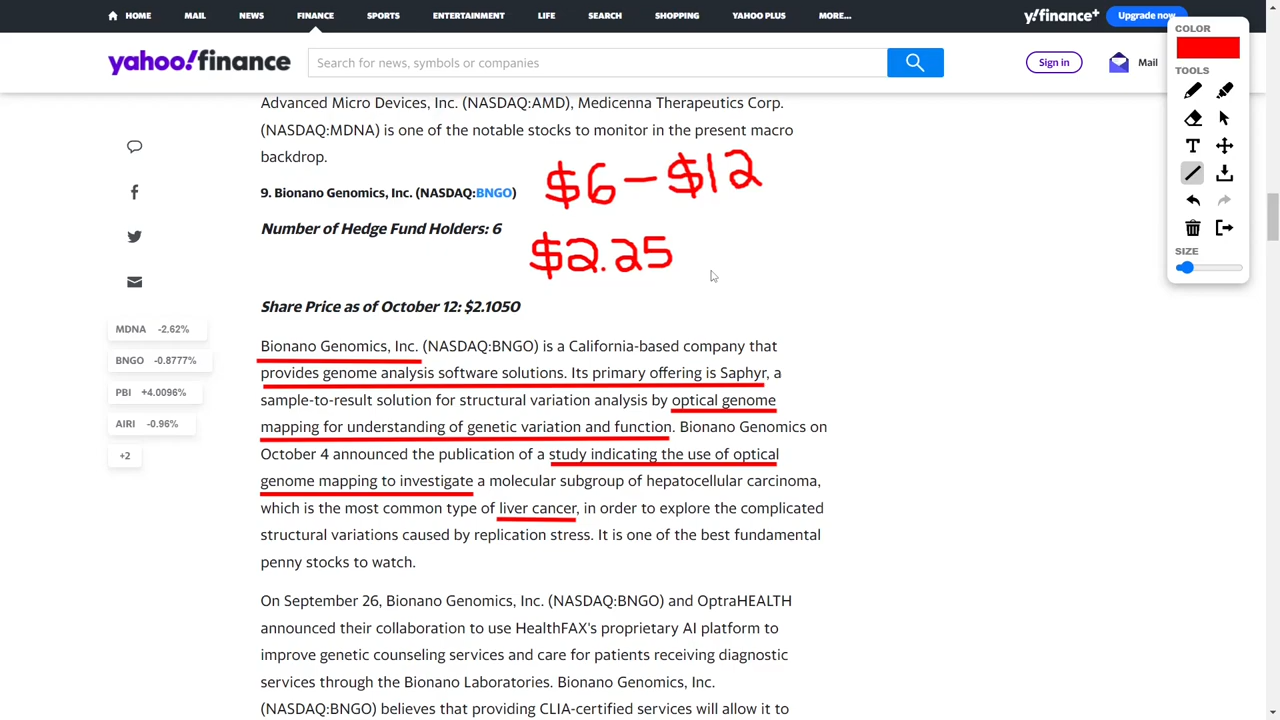 HOME MAIL NEWS FINANCE SPORTS ENTERTAINMENT LIFE SEARCH SHOPPING YAHOO PLUS MORE... y!finance+ Upgrade now
yahoo!finance Search for news, symbols or companies Sign in Mail
COLOR
TOOLS
SIZE
Advanced Micro Devices, Inc. (NASDAQ:AMD), Medicenna Therapeutics Corp.
(NASDAQ:MDNA) is one of the notable stocks to monitor in the present macro
backdrop.
$6-$12
9. Bionano Genomics, Inc. (NASDAQ:BNGO)
Number of Hedge Fund Holders: 6
$2.25
Share Price as of October 12: $2.1050
MDNA -2.62%
BNGO -0.8777%
PBI +4.0096%
AIRI -0.96%
+2
Bionano Genomics, Inc. (NASDAQ:BNGO) is a California-based company that
provides genome analysis software solutions. Its primary offering is Saphyr, a
sample-to-result solution for structural variation analysis by optical genome
mapping for understanding of genetic variation and function. Bionano Genomics on
October 4 announced the publication of a study indicating the use of optical
genome mapping to investigate a molecular subgroup of hepatocellular carcinoma,
which is the most common type of liver cancer, in order to explore the complicated
structural variations caused by replication stress. It is one of the best fundamental
penny stocks to watch.
On September 26, Bionano Genomics, Inc. (NASDAQ:BNGO) and OptraHEALTH
announced their collaboration to use HealthFAX's proprietary AI platform to
improve genetic counseling services and care for patients receiving diagnostic
services through the Bionano Laboratories. Bionano Genomics, Inc.
(NASDAQ:BNGO) believes that providing CLIA-certified services will allow it to